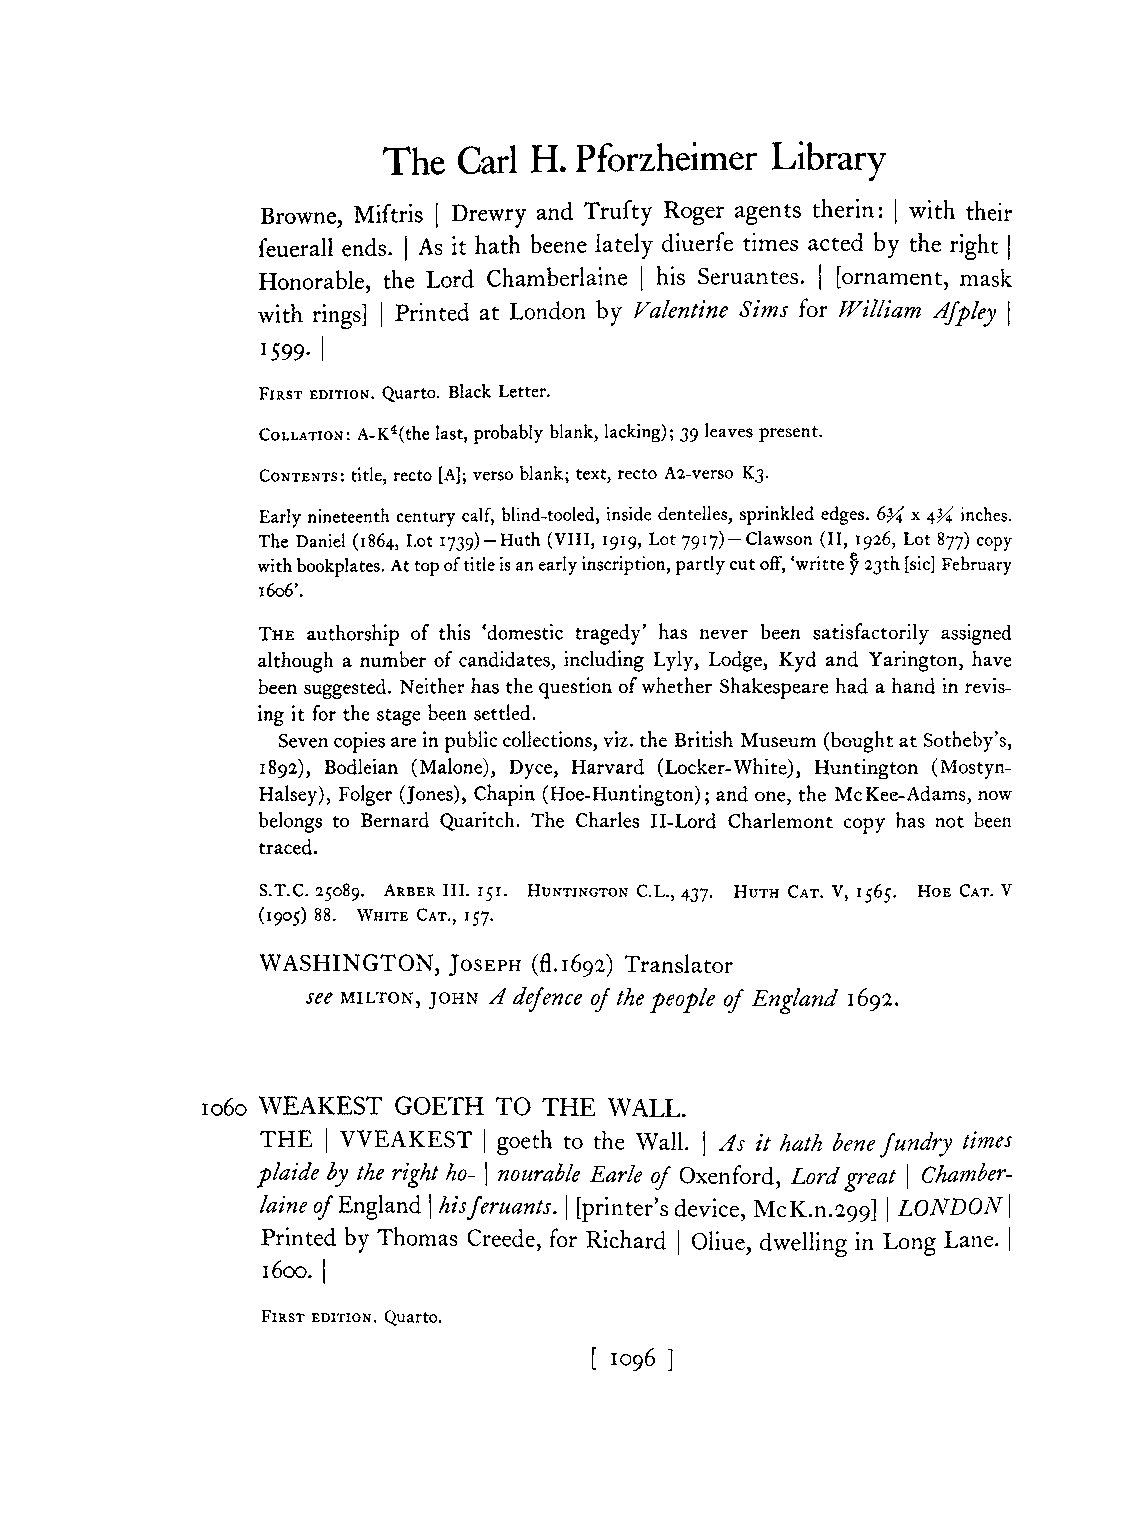 The Carl H. Pforzheimer Library
Browne, Miſtris | Drewry and Truſty Roger agents therin: | with their
ſeuerall ends. | As it hath beene lately diuerſe times acted by the right |
Honorable, the Lord Chamberlaine | his Seruantes. | [ornament, mask
with rings] | Printed at London by Valentine Sims for William Aſpley |
1599. |
FIRST EDITION. Quarto. Black Letter.
COLLATION: A-K⁴(the last, probably blank, lacking); 39 leaves present.
CONTENTS: title, recto [A]; verso blank; text, recto A2-verso K3.
Early nineteenth century calf, blind-tooled, inside dentelles, sprinkled edges. 6¾ x 4¾ inches.
The Daniel (1864, Lot 1739)—Huth (VIII, 1919, Lot 7917)—Clawson (II, 1926, Lot 877) copy
with bookplates. At top of title is an early inscription, partly cut off, 'writte yͤ 23th [sic] February
1606'.
THE authorship of this 'domestic tragedy' has never been satisfactorily assigned
although a number of candidates, including Lyly, Lodge, Kyd and Yarington, have
been suggested. Neither has the question of whether Shakespeare had a hand in revis-
ing it for the stage been settled.
Seven copies are in public collections, viz. the British Museum (bought at Sotheby's,
1892), Bodleian (Malone), Dyce, Harvard (Locker-White), Huntington (Mostyn-
Halsey), Folger (Jones), Chapin (Hoe-Huntington); and one, the McKee-Adams, now
belongs to Bernard Quaritch. The Charles II-Lord Charlemont copy has not been
traced.
S.T.C. 25089. ARBER III. 151. HUNTINGTON C.L., 437. HUTH CAT. V, 1565. HOE CAT. V
(1905) 88. WHITE CAT., 157.
WASHINGTON, JOSEPH (fl.1692) Translator
see MILTON, JOHN A defence of the people of England 1692.
1060 WEAKEST GOETH TO THE WALL.
THE | VVEAKEST | goeth to the Wall. | As it hath bene ſundry times
plaide by the right ho- | nourable Earle of Oxenford, Lord great | Chamber-
laine of England | his ſeruants. | [printer's device, McK.n.299] | LONDON |
Printed by Thomas Creede, for Richard | Oliue, dwelling in Long Lane. |
1600. |
FIRST EDITION. Quarto.
[ 1096 ]